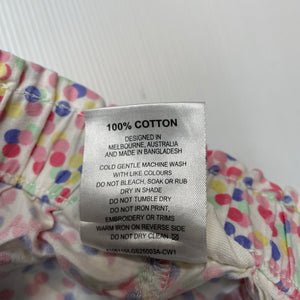 100% COTTON
DESIGNED IN
MELBOURNE, AUSTRALIA
AND MADE IN BANGLADESH
COLD GENTLE MACHINE WASH
WITH LIKE COLOURS
DO NOT BLEACH, SOAK OR RUB
DRY IN SHADE
DO NOT TUMBLE DRY
DO NOT IRON PRINT,
EMBROIDERY OR TRIMS
WARM IRON ON REVERSE SIDE
DO NOT DRY CLEAN